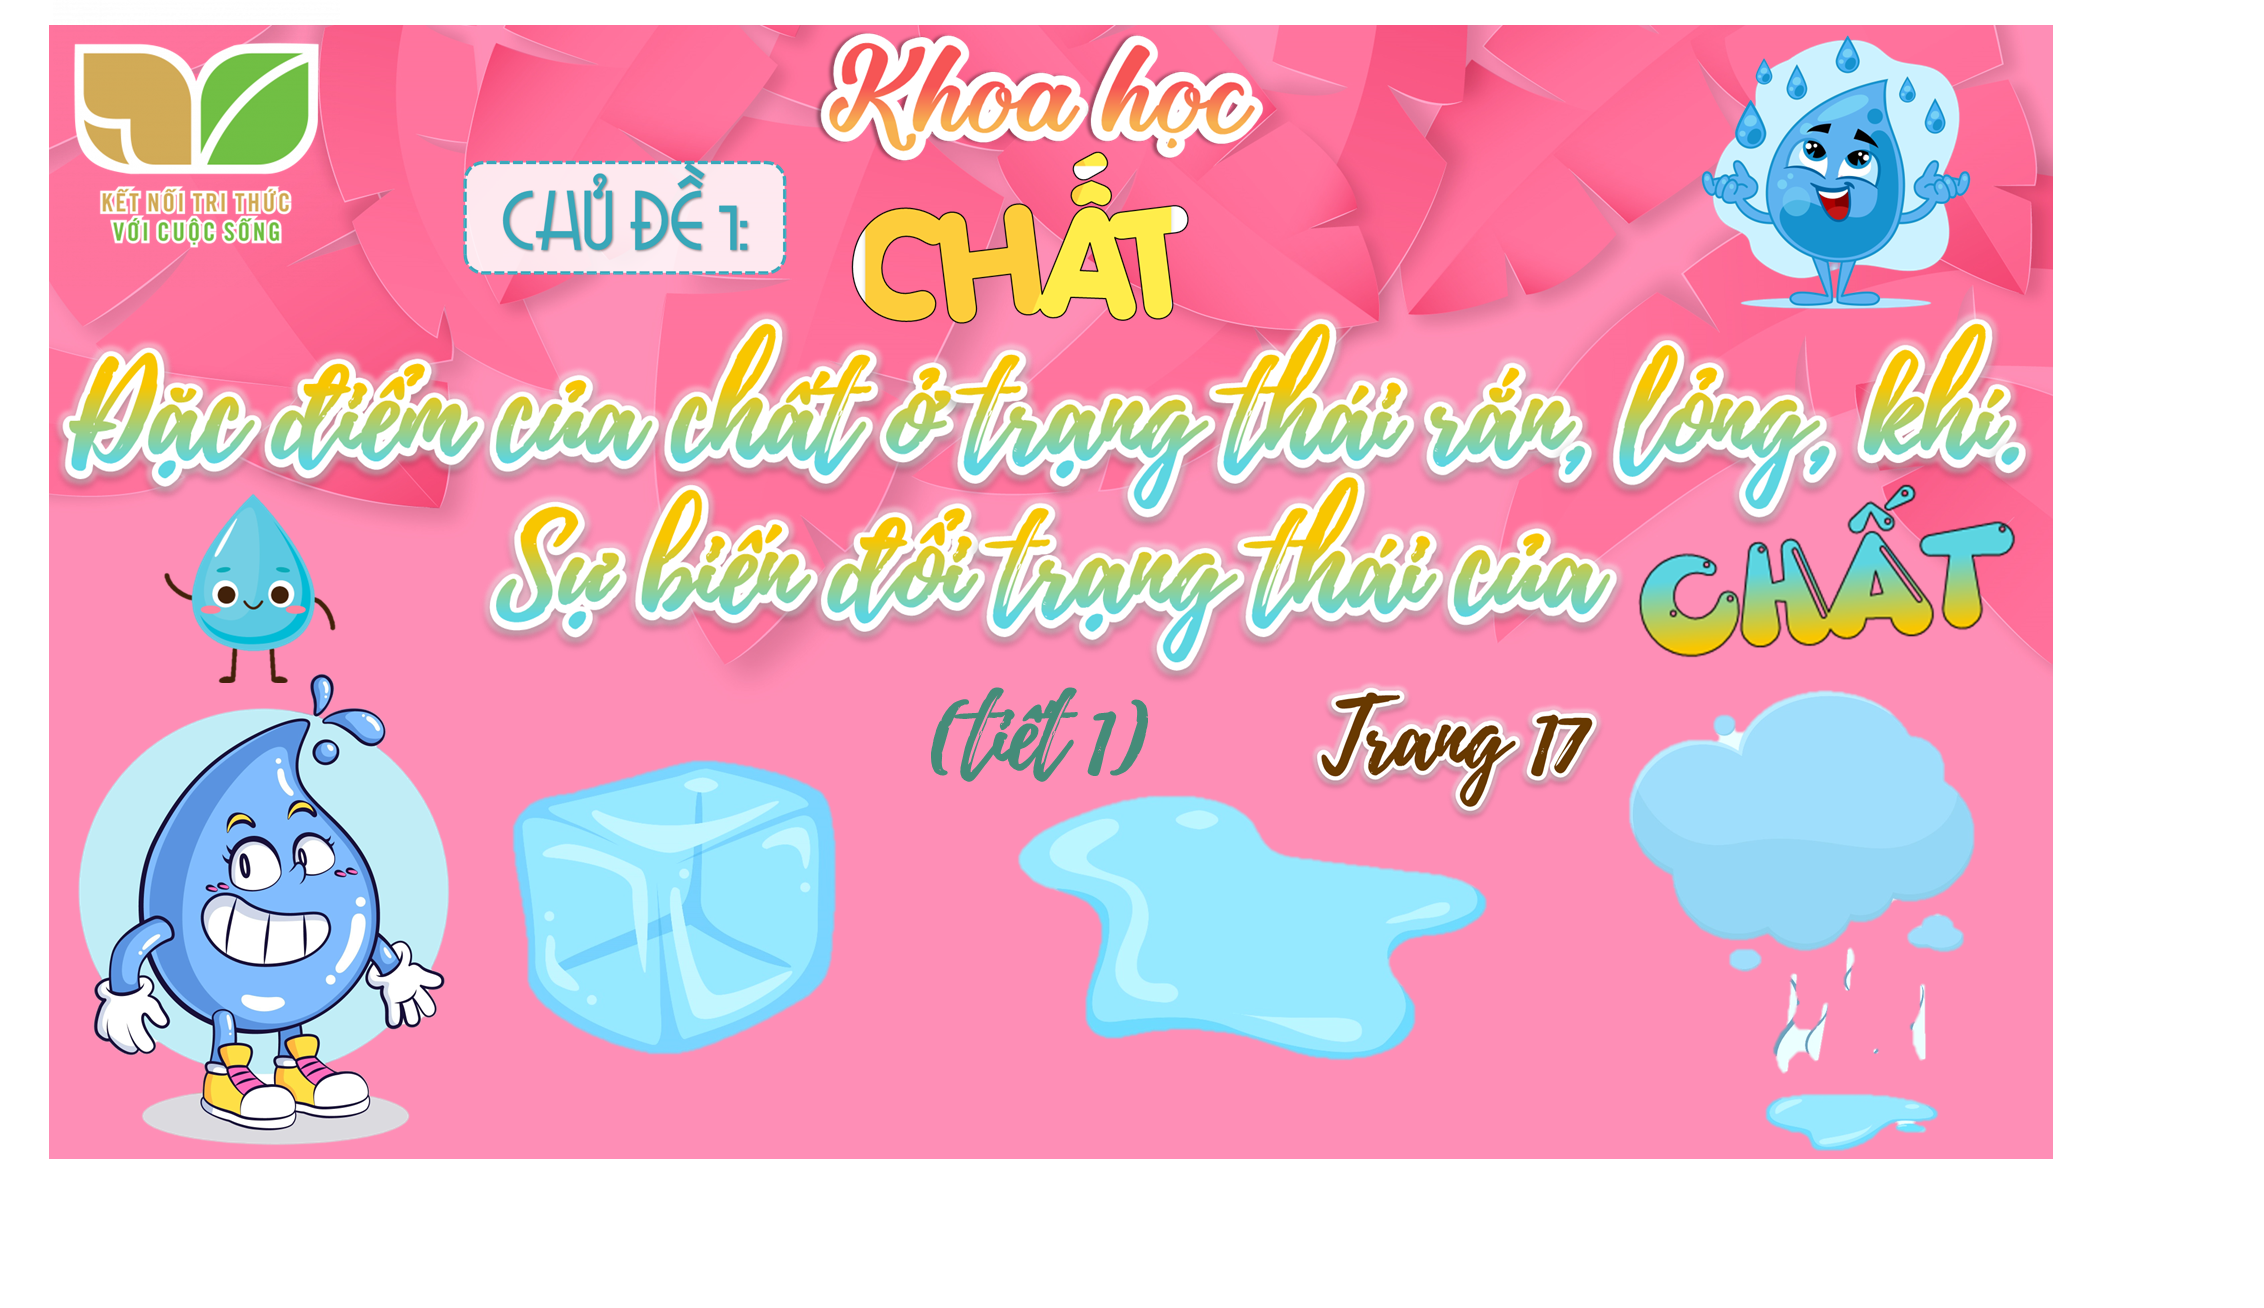 Khoa học
KẾT NỐI TRI THỨC
VỚI CUỘC SỐNG
CHỦ ĐỀ 1:
CHẤT
Đặc điểm của chất ở trạng thái rắn, lỏng, khí.
Sự biến đổi trạng thái của CHẤT
(tiết 1)
Trang 17